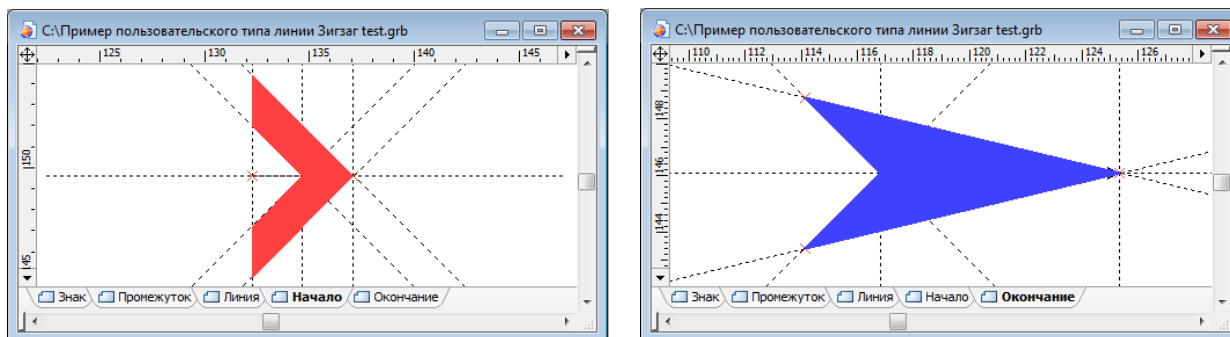 C:\Пример пользовательского типа линии Зигзаг test.grb
125 130 135 140 145
150
145
Знак Промежуток Линия Начало Окончание
C:\Пример пользовательского типа линии Зигзаг test.grb
110 112 114 116 118 120 122 124 126
148
146
144
Знак Промежуток Линия Начало Окончание